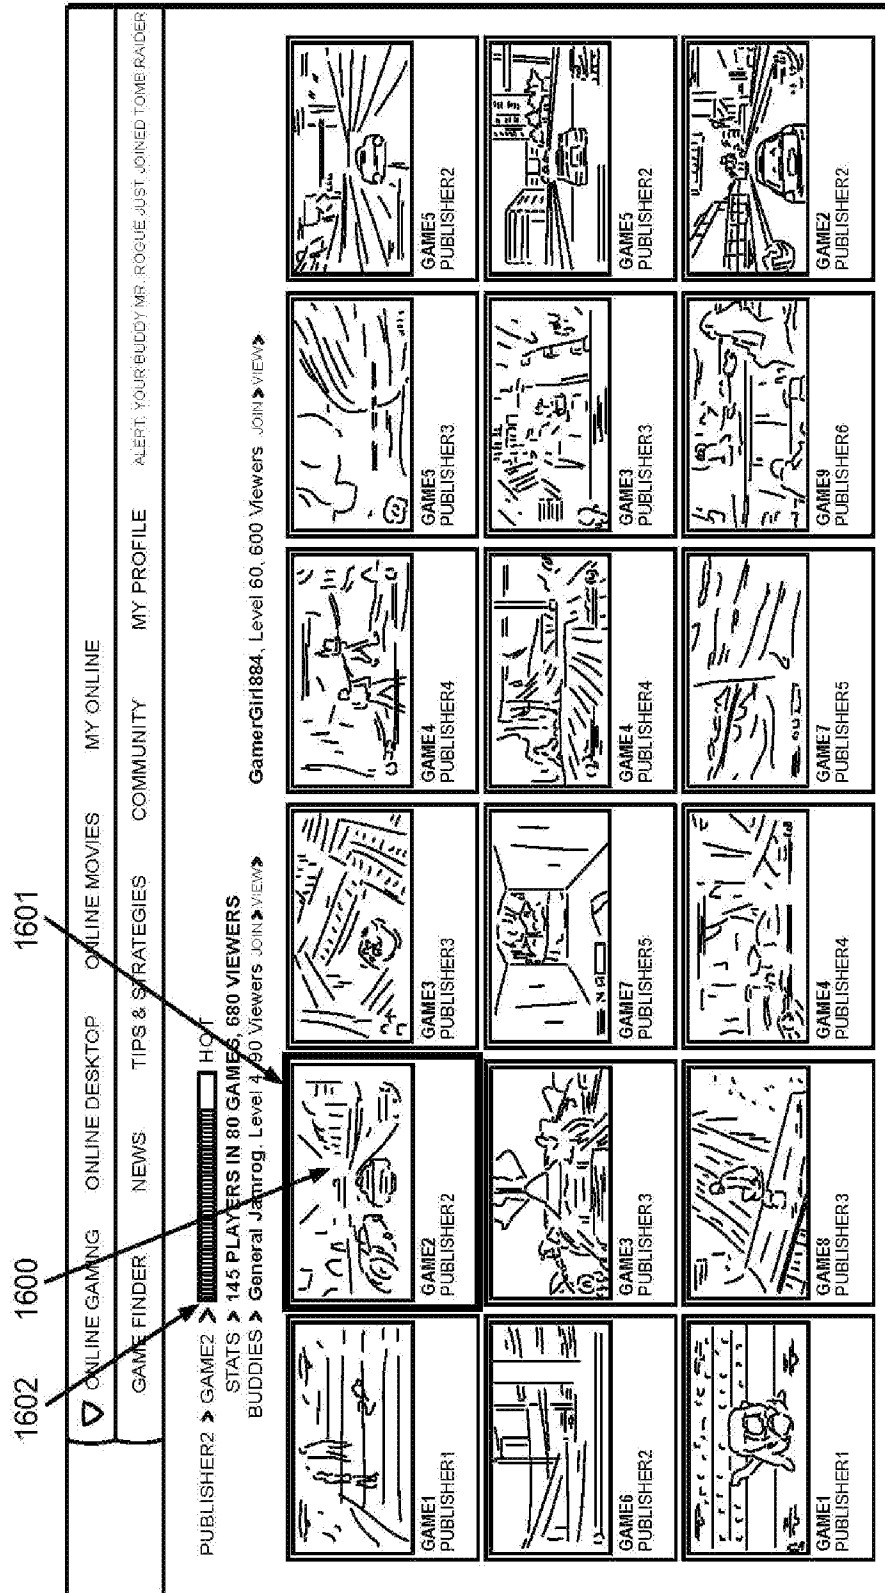 1602
1600
1601
ONLINE GAMING ONLINE DESKTOP ONLINE MOVIES MY ONLINE
GAME FINDER NEWS TIPS & STRATEGIES COMMUNITY MY PROFILE ALERT: YOUR BUDDY MR. ROGUE JUST JOINED TOMB RAIDER
PUBLISHER2 > GAME2 > HOT
STATS > 145 PLAYERS IN 80 GAMES, 680 VIEWERS
BUDDIES > General Jamrog, Level 4, 90 Viewers JOIN > VIEW> GamerGirl884, Level 60, 600 Viewers JOIN > VIEW>
GAME1 GAME2 GAME3 GAME4 GAME5 GAME5
PUBLISHER1 PUBLISHER2 PUBLISHER3 PUBLISHER4 PUBLISHER3 PUBLISHER2
GAME6 GAME3 GAME7 GAME4 GAME3 GAME5
PUBLISHER2 PUBLISHER3 PUBLISHER5 PUBLISHER4 PUBLISHER3 PUBLISHER2
GAME1 GAME8 GAME4 GAME7 GAME9 GAME2
PUBLISHER1 PUBLISHER3 PUBLISHER4 PUBLISHER5 PUBLISHER6 PUBLISHER2